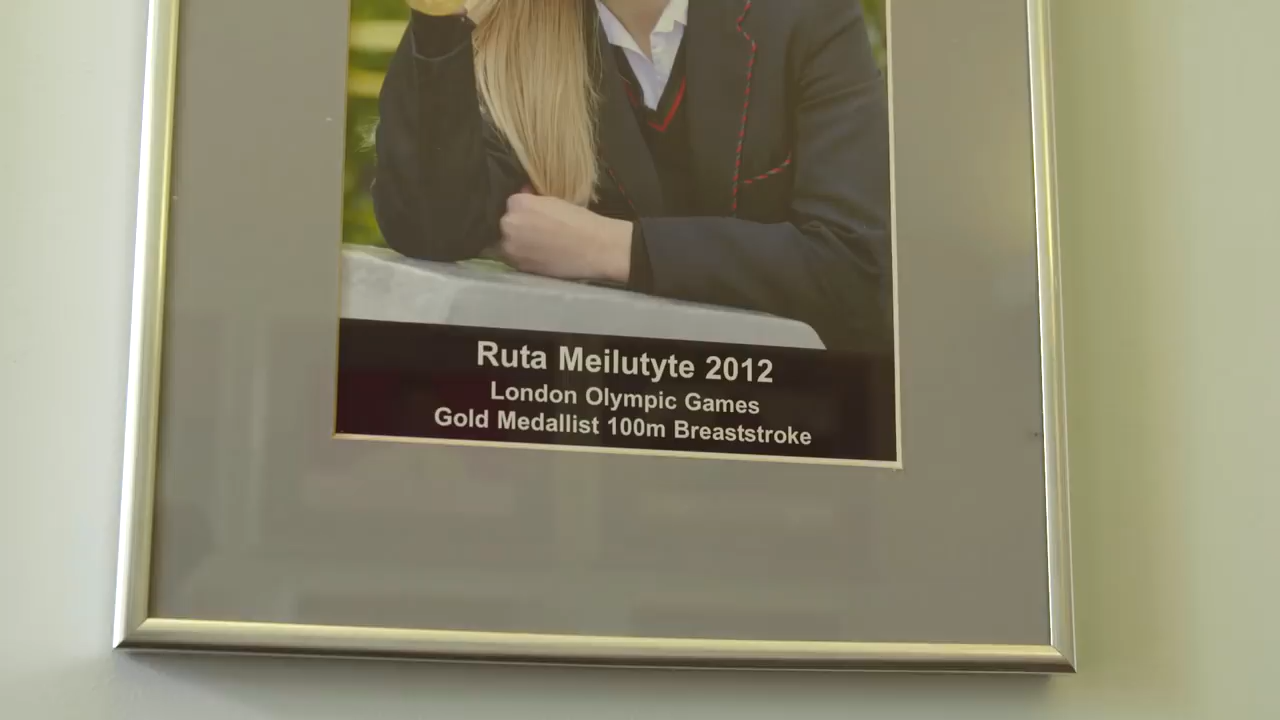 Ruta Meilutyte 2012
London Olympic Games
Gold Medallist 100m Breaststroke